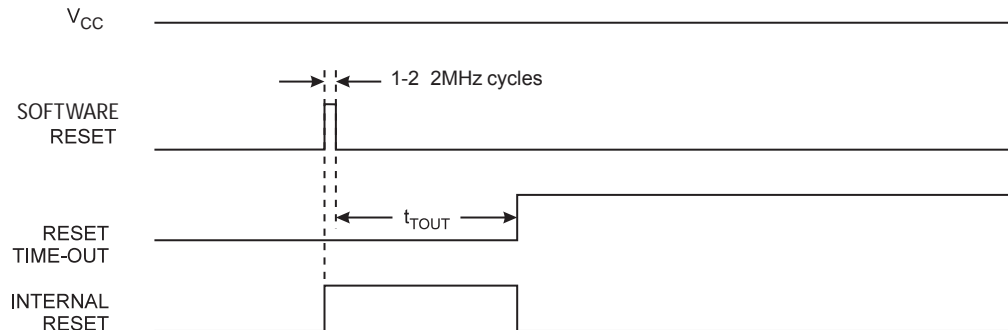 VCC
1-2 2MHz cycles
SOFTWARE
RESET
tTOUT
RESET
TIME-OUT
INTERNAL
RESET